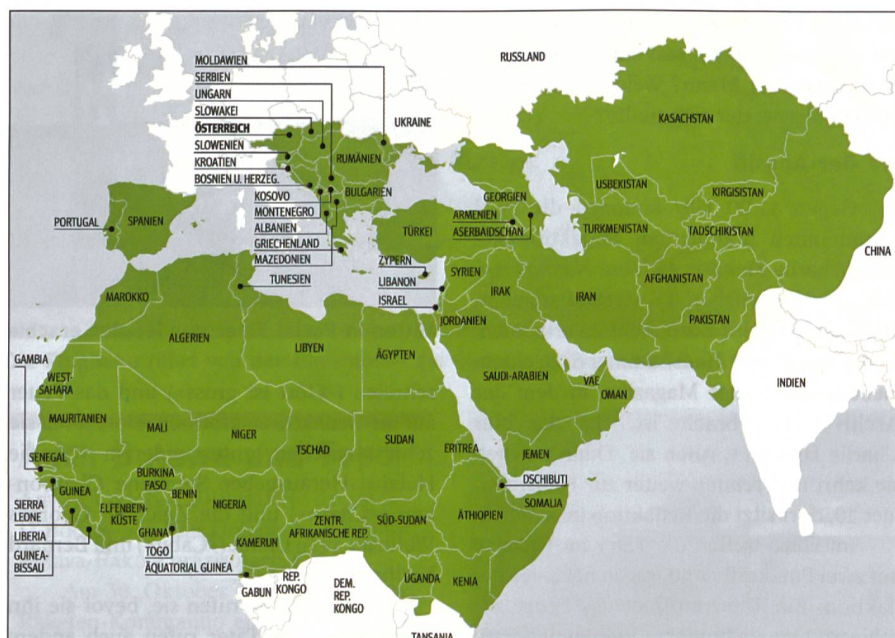 MOLDAWIEN
SERBIEN
UNGARN
SLOWAKEI
ÖSTERREICH
SLOWENIEN
KROATIEN
BOSNIEN U. HERZEG.
KOSOVO
MONTENEGRO
ALBANIEN
GRIECHENLAND
MAZEDONIEN
TUNESIEN
RUSSLAND
UKRAINE
RUMÄNIEN
BULGARIEN
KASACHSTAN
USBEKISTAN
KIRGISISTAN
TURKMENISTAN
TADSCHIKISTAN
CHINA
GEORGIEN
ARMENIEN
ASERBAIDSCHAN
PORTUGAL
SPANIEN
TÜRKEI
ZYPERN
LIBANON
ISRAEL
SYRIEN
IRAK
JORDANIEN
IRAN
AFGHANISTAN
PAKISTAN
INDIEN
MAROKKO
ALGERIEN
LIBYEN
ÄGYPTEN
SAUDI-ARABIEN
VAE
OMAN
JEMEN
GAMBIA
WEST-
SAHARA
MAURITANIEN
MALI
NIGER
TSCHAD
SUDAN
ERITREA
DSCHIBUTI
SOMALIA
SENEGAL
GUINEA
BURKINA
FASO
BENIN
ELFENBEIN-
KÜSTE
GHANA
NIGERIA
KAMERUN
ZENTR.
AFRIKANISCHE REP.
SÜD-SUDAN
ÄTHIOPIEN
SIERRA
LEONE
LIBERIA
GUINEA-
BISSAU
TOGO
ÄQUATORIAL GUINEA
GABUN
REP.
KONGO
DEM.
REP.
KONGO
UGANDA
KENIA
TANSANIA